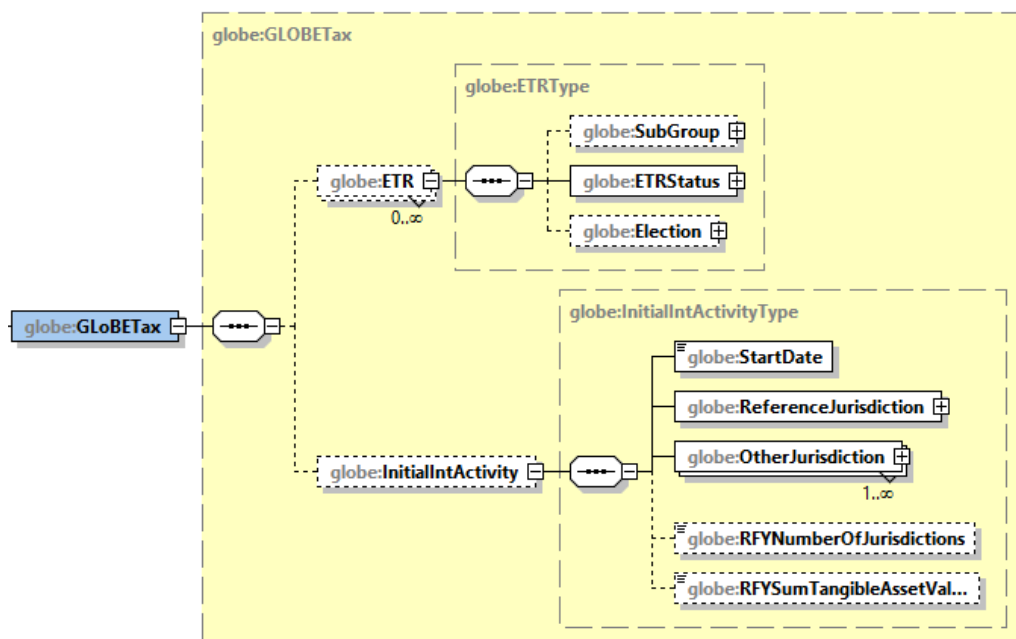 globe:GLOBETax
globe:ETRType
globe:SubGroup
globe:ETR
globe:ETRStatus
0..∞
globe:Election
globe:InitialIntActivityType
globe:GLoBETax
globe:StartDate
globe:ReferenceJurisdiction
globe:OtherJurisdiction
globe:InitialIntActivity
1..∞
globe:RFYNumberOfJurisdictions
globe:RFYSumTangibleAssetVal...